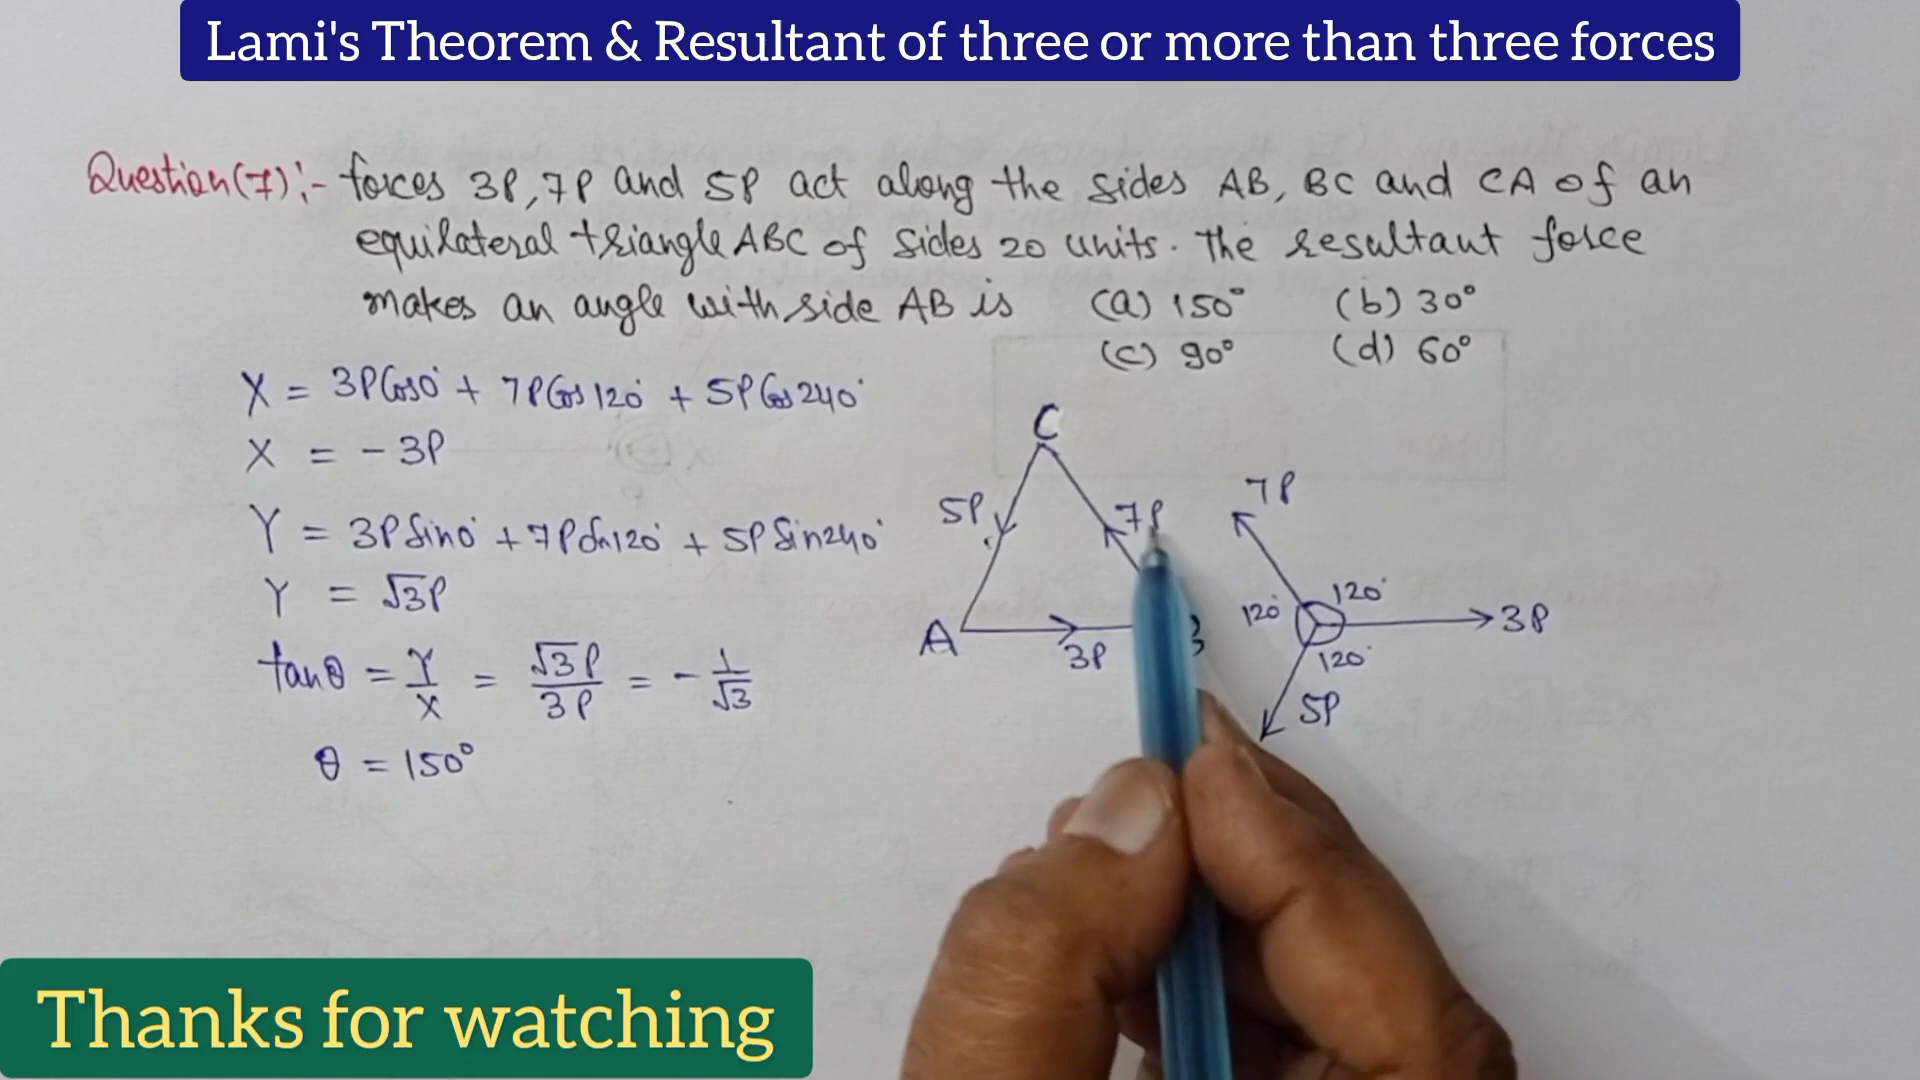 Lami's Theorem & Resultant of three or more than three forces
Question(7):- forces 3P, 7P and 5P act along the sides AB, BC and CA of an
equilateral triangle ABC of sides 20 units. The resultant force
makes an angle with side AB is (a) 150° (b) 30°
(c) 90° (d) 60°
X = 3P Cos0° + 7P Cos 120° + 5P Cos 240°
X = - 3P
Y = 3P Sin0° + 7P Sin120° + 5P Sin240°
Y = √3P
tanθ = Y/X = √3P/3P = - 1/√3
θ = 150°
C
5P
7P
A
3P
7P
120°
120°
3P
120°
5P
Thanks for watching